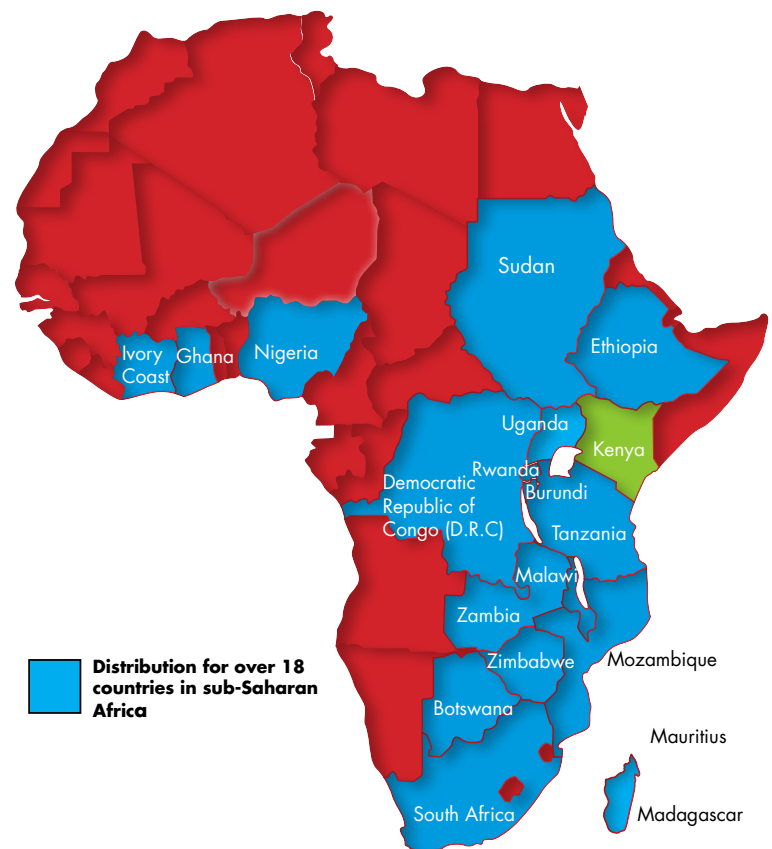 Sudan
Ethiopia
Ivory
Coast
Ghana
Nigeria
Uganda
Kenya
Rwanda
Democratic
Republic of
Congo (D.R.C)
Burundi
Tanzania
Malawi
Zambia
Zimbabwe
Mozambique
Distribution for over 18
countries in sub-Saharan
Africa
Botswana
Mauritius
South Africa
Madagascar